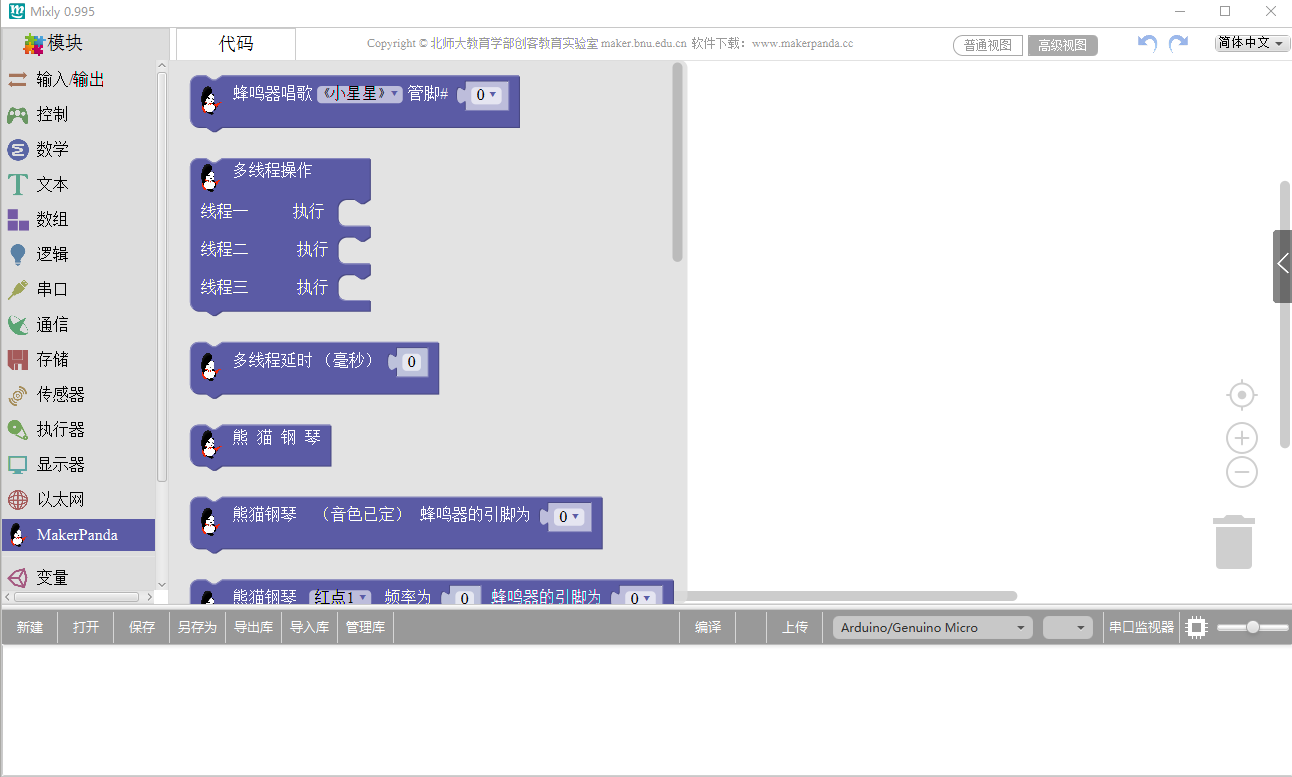 Mixly 0.995
模块
代码
Copyright © 北师大教育学部创客教育实验室 maker.bnu.edu.cn 软件下载：www.makerpanda.cc
普通视图 高级视图
简体中文
输入/输出
控制
数学
文本
数组
逻辑
串口
通信
存储
传感器
执行器
显示器
以太网
MakerPanda
变量
蜂鸣器唱歌 《小星星》 管脚# 0
多线程操作
线程一 执行
线程二 执行
线程三 执行
多线程延时（毫秒） 0
熊 猫 钢 琴
熊猫钢琴 （音色已定） 蜂鸣器的引脚为 0
熊猫钢琴 红点1 频率为 0 蜂鸣器的引脚为 0
新建 打开 保存 另存为 导出库 导入库 管理库 编译 上传 Arduino/Genuino Micro 串口监视器